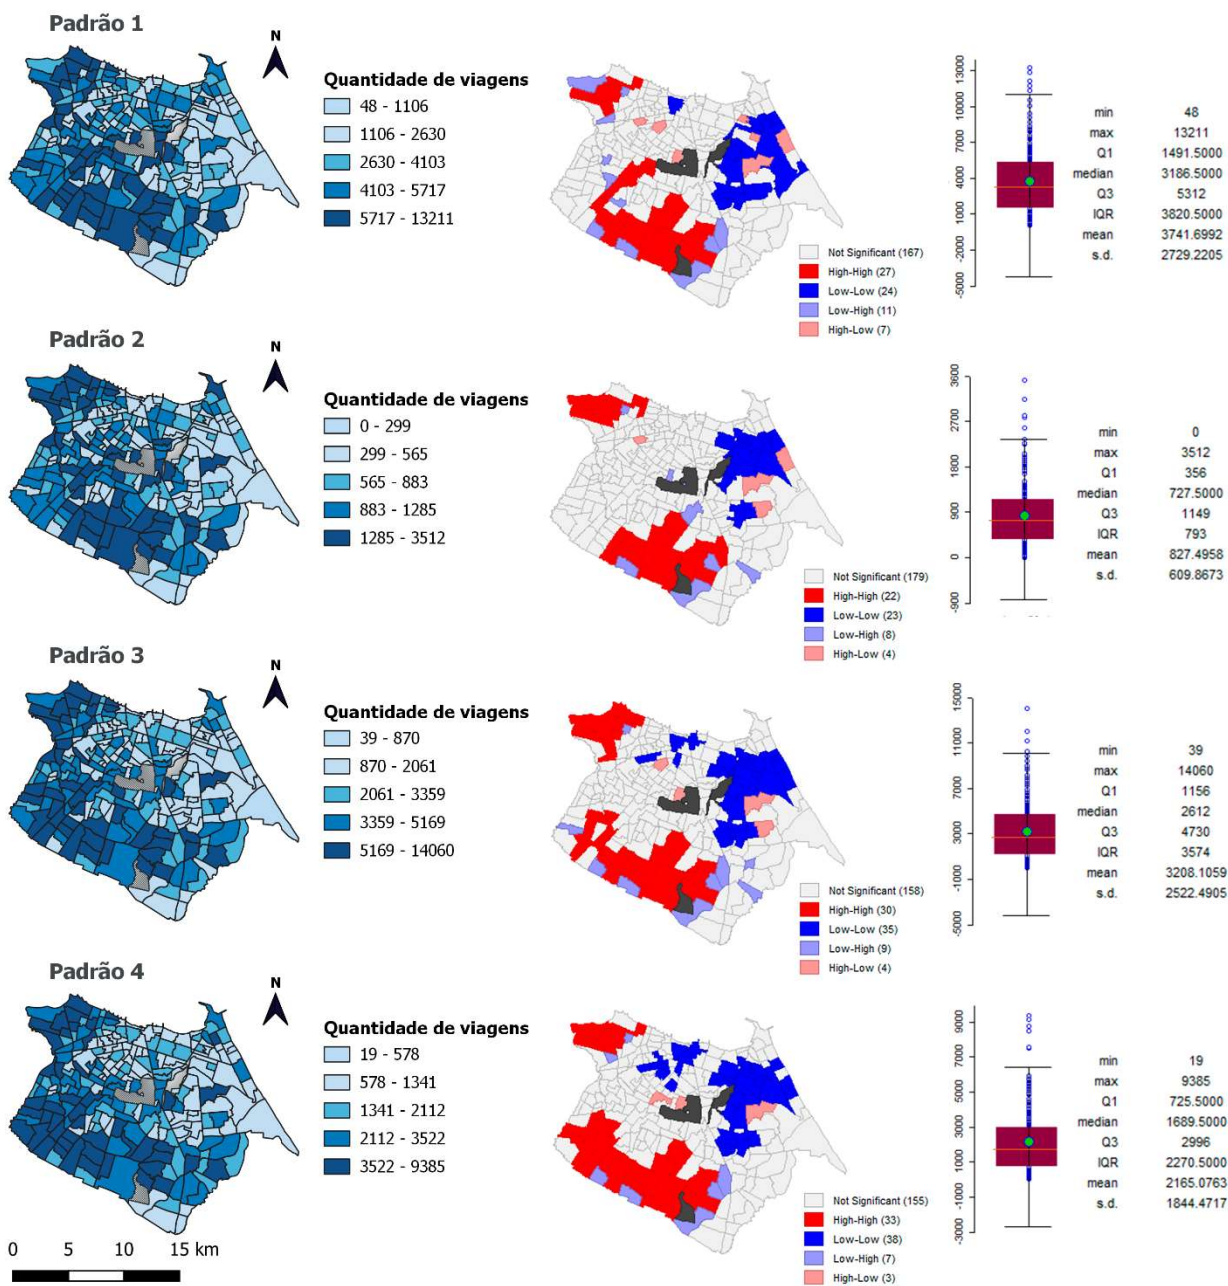 Padrão 1
N
Quantidade de viagens
48 - 1106
1106 - 2630
2630 - 4103
4103 - 5717
5717 - 13211
Not Significant (167)
High-High (27)
Low-Low (24)
Low-High (11)
High-Low (7)
13000
10000
7000
4000
1000
-2000
-5000
min 48
max 13211
Q1 1491.5000
median 3186.5000
Q3 5312
IQR 3820.5000
mean 3741.6992
s.d. 2729.2205
Padrão 2
N
Quantidade de viagens
0 - 299
299 - 565
565 - 883
883 - 1285
1285 - 3512
Not Significant (179)
High-High (22)
Low-Low (23)
Low-High (8)
High-Low (4)
3600
2700
1800
900
0
-900
min 0
max 3512
Q1 356
median 727.5000
Q3 1149
IQR 793
mean 827.4958
s.d. 609.8673
Padrão 3
N
Quantidade de viagens
39 - 870
870 - 2061
2061 - 3359
3359 - 5169
5169 - 14060
Not Significant (158)
High-High (30)
Low-Low (35)
Low-High (9)
High-Low (4)
15000
11000
7000
3000
-1000
-5000
min 39
max 14060
Q1 1156
median 2612
Q3 4730
IQR 3574
mean 3208.1059
s.d. 2522.4905
Padrão 4
N
Quantidade de viagens
19 - 578
578 - 1341
1341 - 2112
2112 - 3522
3522 - 9385
Not Significant (155)
High-High (33)
Low-Low (38)
Low-High (7)
High-Low (3)
9000
7000
5000
3000
1000
-1000
-3000
min 19
max 9385
Q1 725.5000
median 1689.5000
Q3 2996
IQR 2270.5000
mean 2165.0763
s.d. 1844.4717
0 5 10 15 km